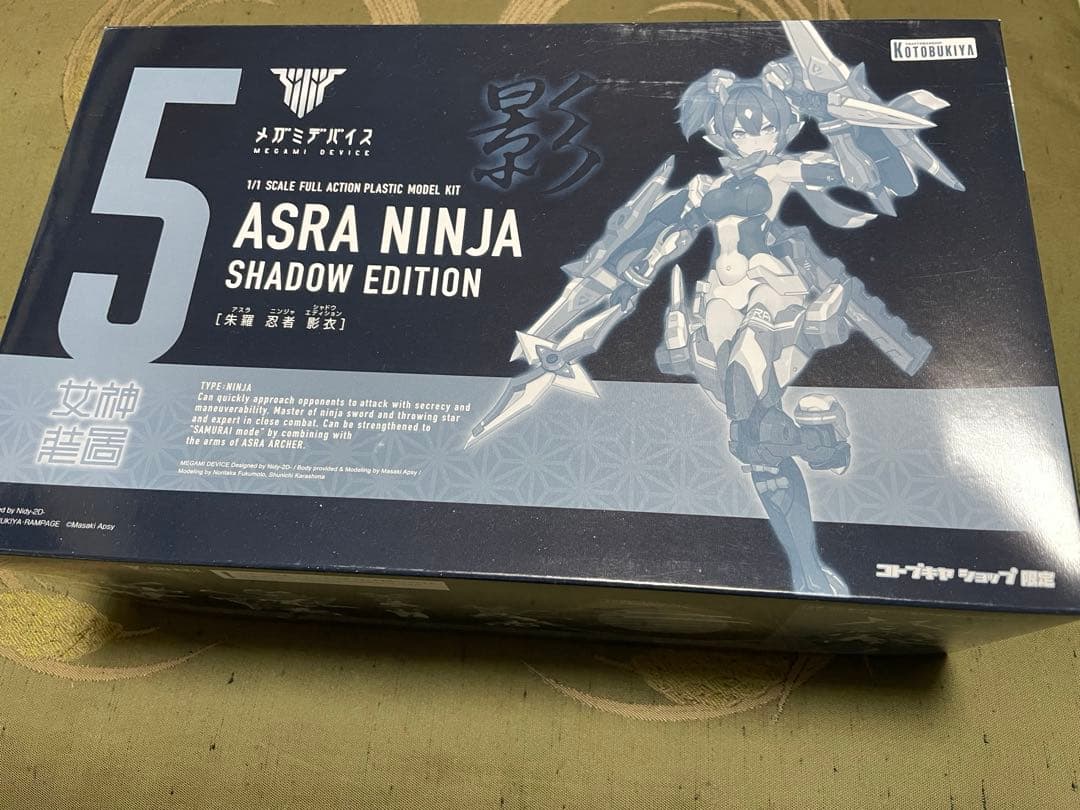 5
メガミデバイス
MEGAMI DEVICE
影
KOTOBUKIYA
1/1 SCALE FULL ACTION PLASTIC MODEL KIT
ASRA NINJA
SHADOW EDITION
アスラ ニンジャ シャドウ エディション
[朱羅 忍者 影衣]
女神
装置
TYPE:NINJA
Can quickly approach opponents to attack with secrecy and
maneuverability. Master of ninja sword and throwing star
and expert in close combat. Can be strengthened to
"SAMURAI mode" by combining with
the arms of ASRA ARCHER.
MEGAMI DEVICE Designed by Nidy-2D- / Body provided & Modeling by Masaki Apsy /
Modeling by Noritaka Fukumoto, Shunichi Karashima
ed by Nidy-2D-
UKIYA·RAMPAGE ©Masaki Apsy
コトブキヤ ショップ 限定